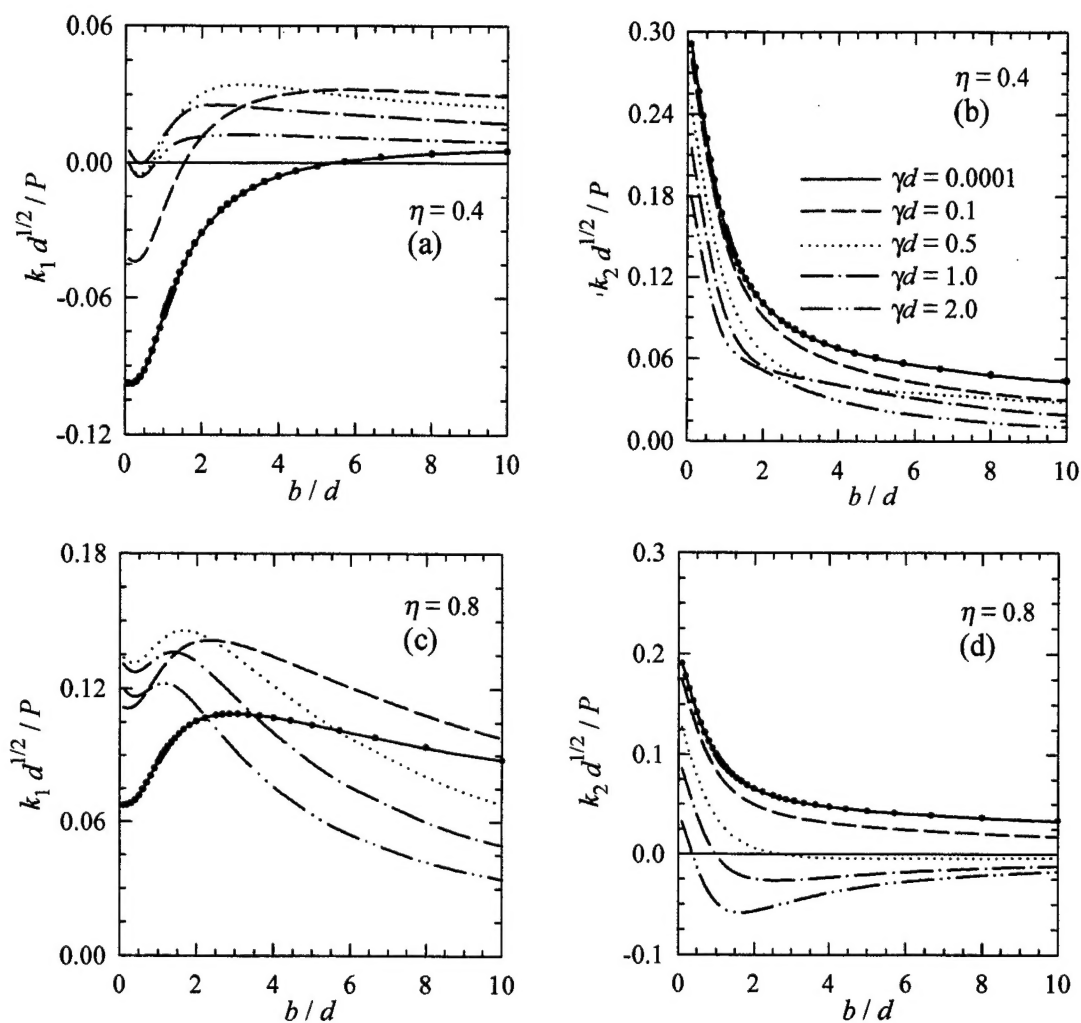 0.06
0.00
-0.06
-0.12
k₁ d^1/2 / P
η = 0.4
(a)
0 2 4 6 8 10
b / d
0.30
0.24
0.18
0.12
0.06
0.00
k₂ d^1/2 / P
η = 0.4
(b)
γd = 0.0001
γd = 0.1
γd = 0.5
γd = 1.0
γd = 2.0
0 2 4 6 8 10
b / d
0.18
0.12
0.06
0.00
k₁ d^1/2 / P
η = 0.8
(c)
0 2 4 6 8 10
b / d
0.3
0.2
0.1
0.0
-0.1
k₂ d^1/2 / P
η = 0.8
(d)
0 2 4 6 8 10
b / d